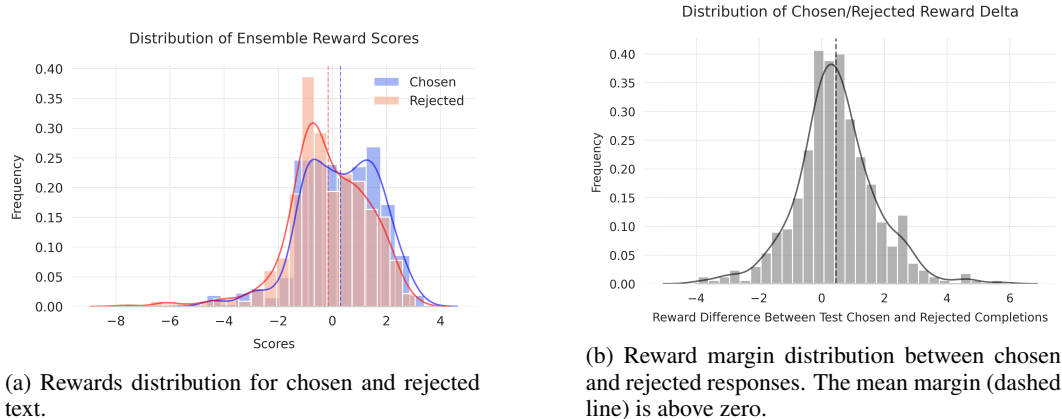 Distribution of Ensemble Reward Scores
Chosen
Rejected
Frequency
0.40
0.35
0.30
0.25
0.20
0.15
0.10
0.05
0.00
−8 −6 −4 −2 0 2 4
Scores
(a) Rewards distribution for chosen and rejected
text.
Distribution of Chosen/Rejected Reward Delta
Frequency
0.40
0.35
0.30
0.25
0.20
0.15
0.10
0.05
0.00
−4 −2 0 2 4 6
Reward Difference Between Test Chosen and Rejected Completions
(b) Reward margin distribution between chosen
and rejected responses. The mean margin (dashed
line) is above zero.